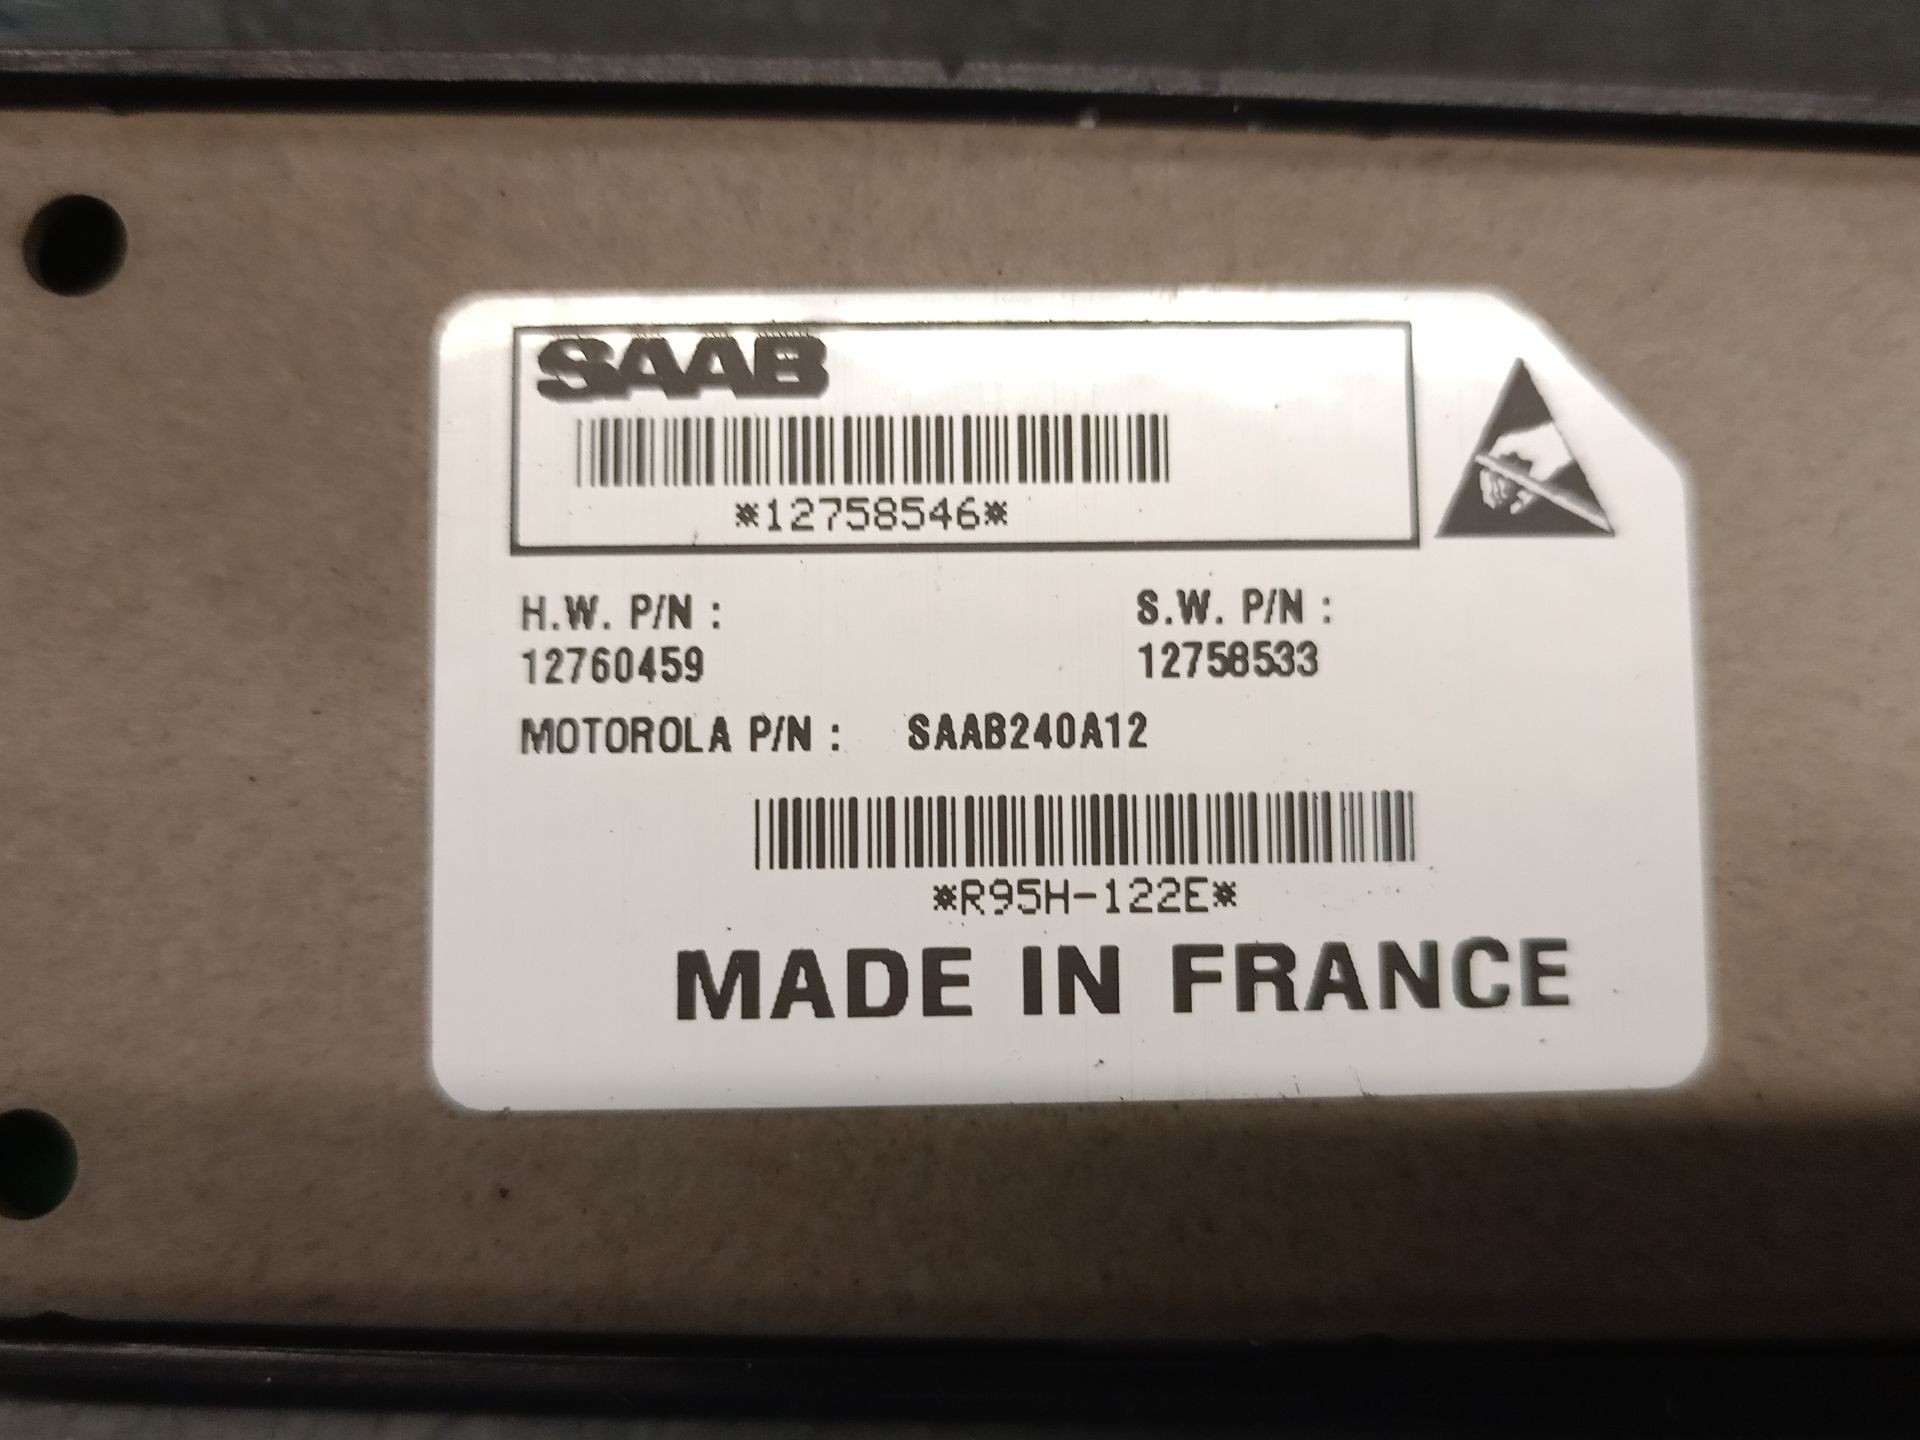 SAAB
*12758546*
H.W. P/N :
12760459
S.W. P/N :
12758533
MOTOROLA P/N : SAAB240A12
*R95H-122E*
MADE IN FRANCE